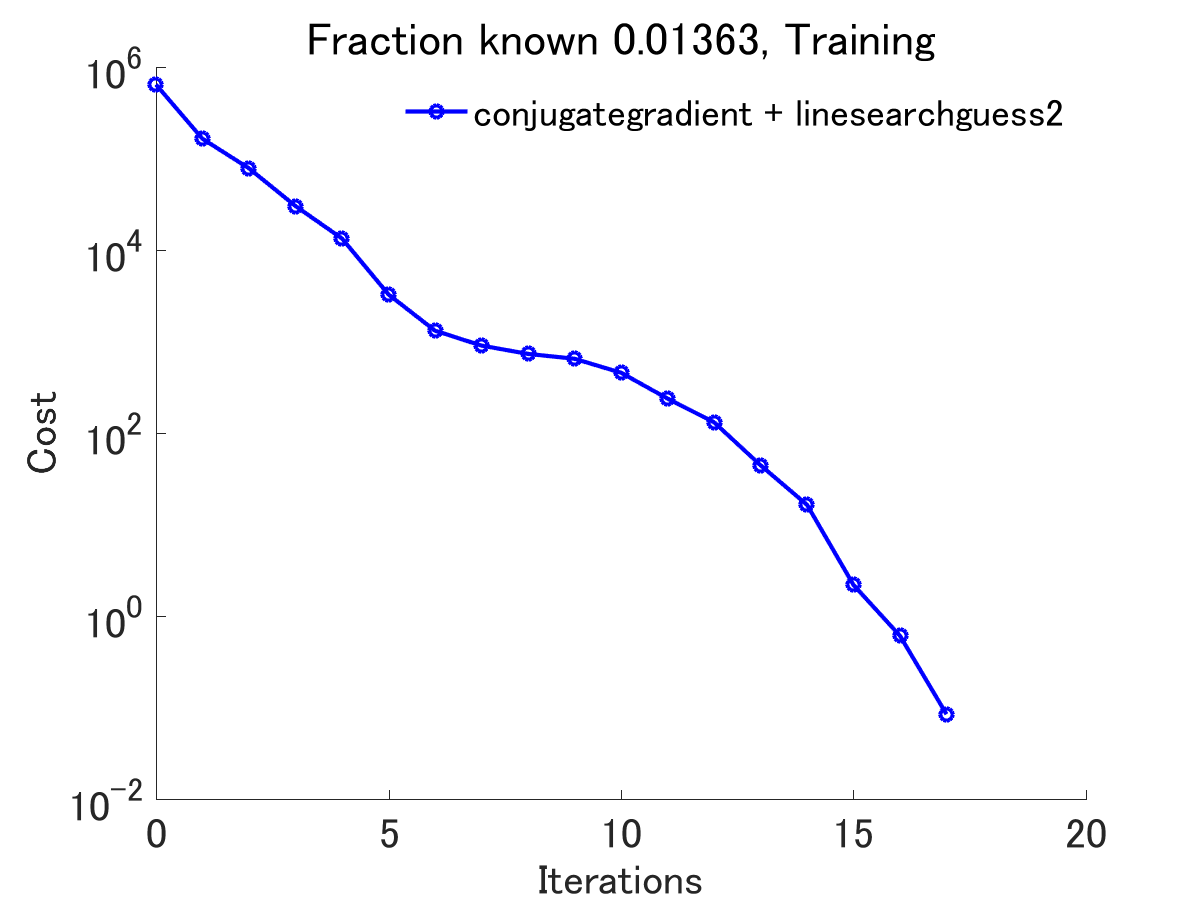 Fraction known 0.01363, Training
conjugategradient + linesearchguess2
10^6
10^4
10^2
10^0
10^-2
Cost
0 5 10 15 20
Iterations